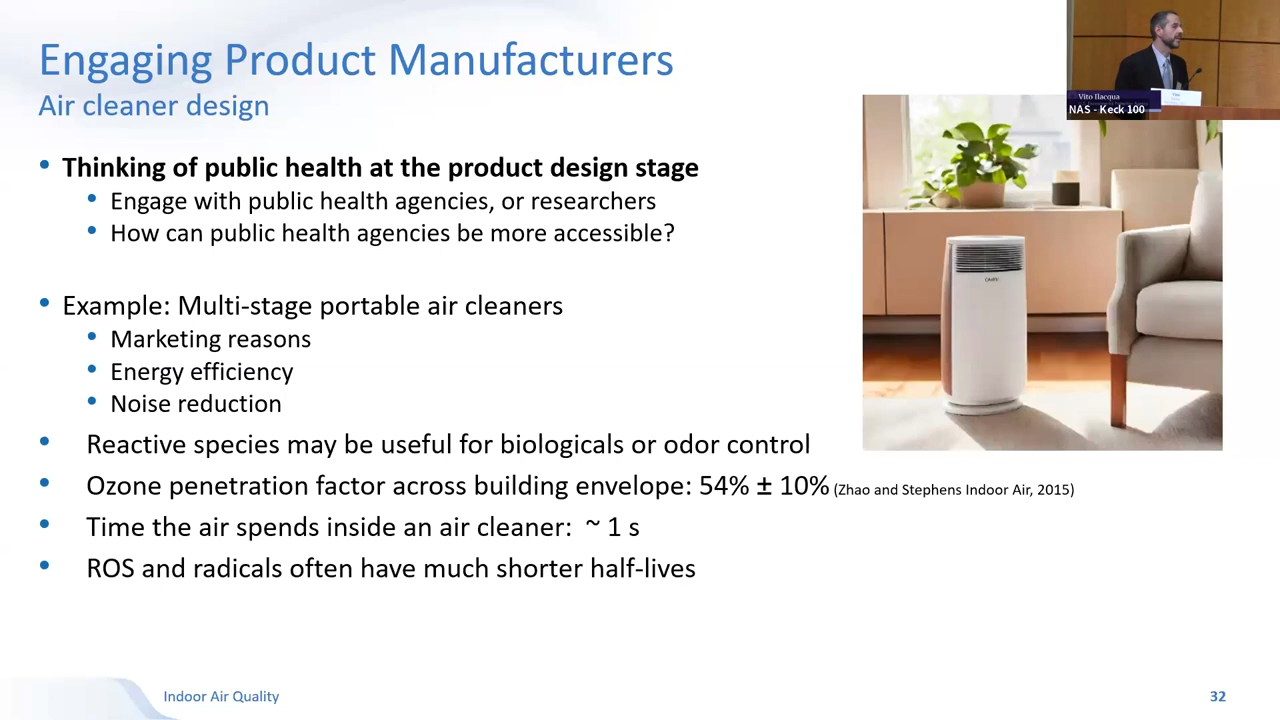 Engaging Product Manufacturers
Air cleaner design
• Thinking of public health at the product design stage
• Engage with public health agencies, or researchers
• How can public health agencies be more accessible?
• Example: Multi-stage portable air cleaners
• Marketing reasons
• Energy efficiency
• Noise reduction
• Reactive species may be useful for biologicals or odor control
• Ozone penetration factor across building envelope: 54% ± 10% (Zhao and Stephens Indoor Air, 2015)
• Time the air spends inside an air cleaner: ~ 1 s
• ROS and radicals often have much shorter half-lives
Vito Ilacqua
NAS - Keck 100
Indoor Air Quality
32